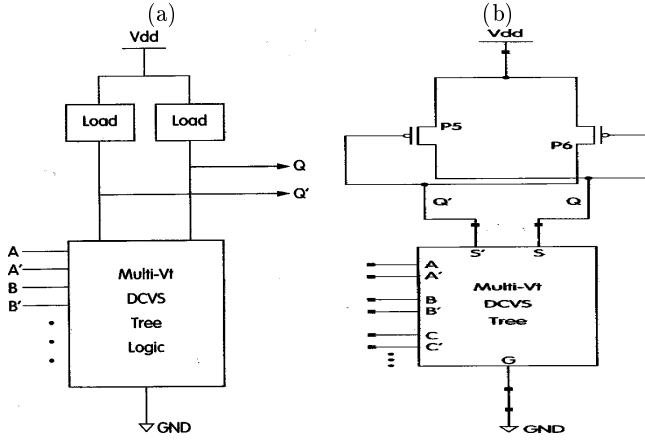 (a)
Vdd
Load
Load
Q
Q'
A
A'
B
B'
Multi-Vt
DCVS
Tree
Logic
GND
(b)
Vdd
P5
P6
Q'
Q
S'
S
A
A'
B
B'
C
C'
Multi-Vt
DCVS
Tree
G
GND